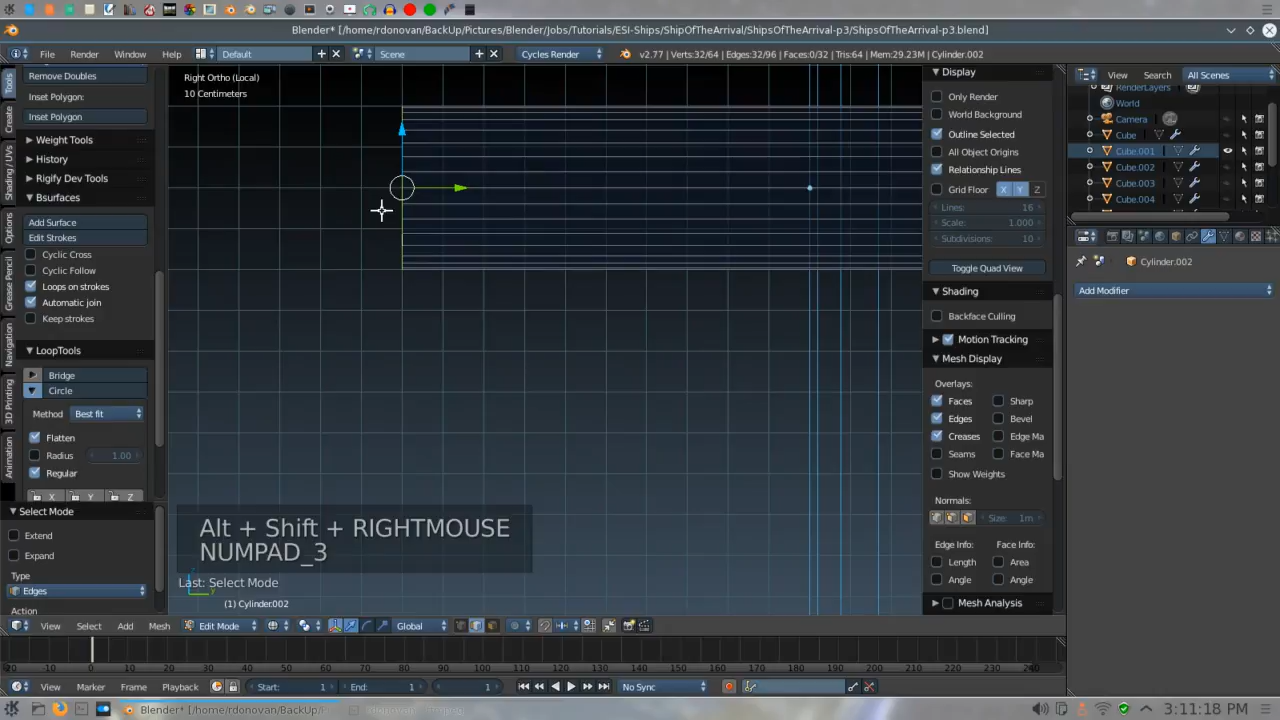 Blender* [/home/rdonovan/BackUp/Pictures/Blender/Jobs/Tutorials/ESI-Ships/ShipOfTheArrival/ShipsOfTheArrival-p3/ShipsOfTheArrival-p3.blend]
File Render Window Help Default Scene Cycles Render v2.77 | Verts:32/64 | Edges:32/96 | Faces:0/32 | Tris:64 | Mem:29.23M | Cylinder.002
Remove Doubles
Inset Polygon:
Inset Polygon
Weight Tools
History
Rigify Dev Tools
Bsurfaces
Add Surface
Edit Strokes
Cyclic Cross
Cyclic Follow
Loops on strokes
Automatic join
Keep strokes
LoopTools
Bridge
Circle
Method Best fit
Flatten
Radius 1.00
Regular
X Y Z
Select Mode
Extend
Expand
Type
Edges
Action
Tools
Create
Shading / UVs
Options
Grease Pencil
Navigation
3D Printing
Animation
Right Ortho (Local)
10 Centimeters
Alt + Shift + RIGHTMOUSE
NUMPAD_3
Last: Select Mode
(1) Cylinder.002
View Select Add Mesh Edit Mode Global
Display
Only Render
World Background
Outline Selected
All Object Origins
Relationship Lines
Grid Floor X Y Z
Lines: 16
Scale: 1.000
Subdivisions: 10
Toggle Quad View
Shading
Backface Culling
Motion Tracking
Mesh Display
Overlays:
Faces Sharp
Edges Bevel
Creases Edge Ma
Seams Face Ma
Show Weights
Normals:
Size: 1m
Edge Info: Face Info:
Length Area
Angle Angle
Mesh Analysis
View Search All Scenes
RenderLayers
World
Camera
Cube
Cube.001
Cube.002
Cube.003
Cube.004
Cylinder.002
Add Modifier
-20 -10 0 10 20 30 40 50 60 70 80 90 100 110 120 130 140 150 160 170 180 190 200 210 220 230 240
View Marker Frame Playback Start: 1 End: 1 1 No Sync
Blender* [/home/rdonovan/BackUp/
3:11:18 PM